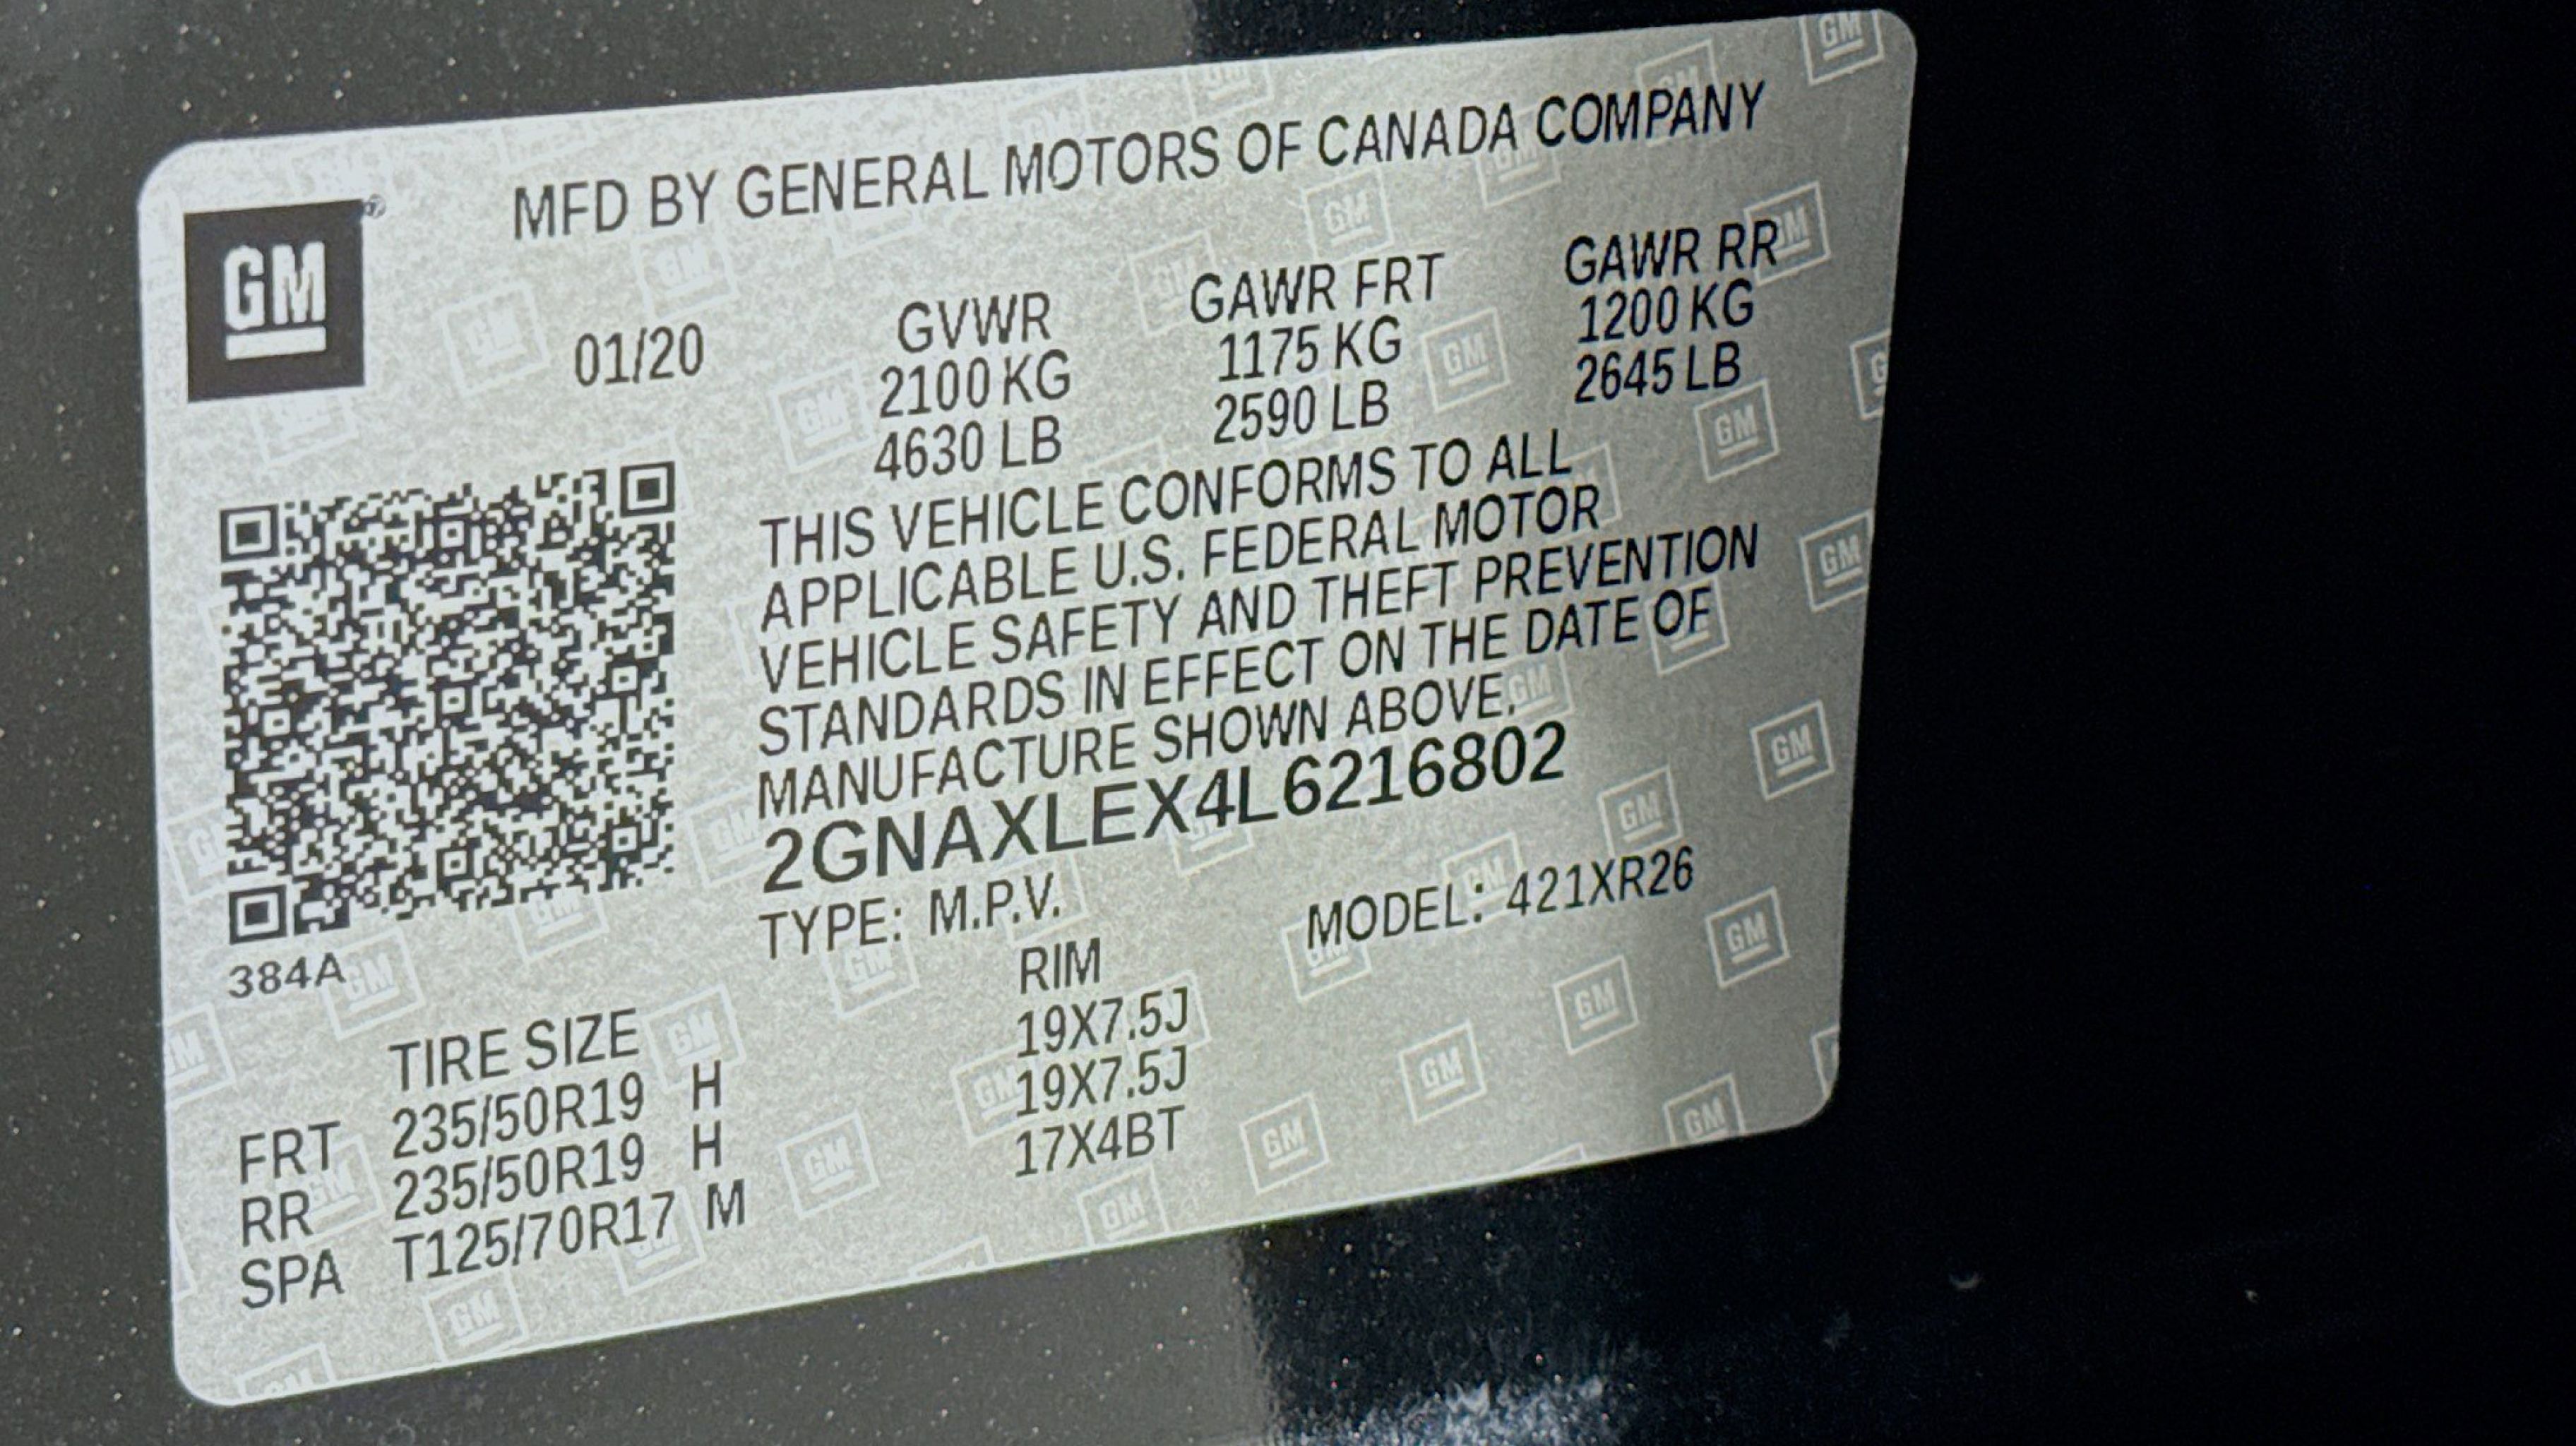 GM
MFD BY GENERAL MOTORS OF CANADA COMPANY
01/20
GVWR
2100 KG
4630 LB
GAWR FRT
1175 KG
2590 LB
GAWR RR
1200 KG
2645 LB
THIS VEHICLE CONFORMS TO ALL
APPLICABLE U.S. FEDERAL MOTOR
VEHICLE SAFETY AND THEFT PREVENTION
STANDARDS IN EFFECT ON THE DATE OF
MANUFACTURE SHOWN ABOVE.
2GNAXLEX4L6216802
TYPE: M.P.V. MODEL: 421XR26
384A
TIRE SIZE RIM
FRT 235/50R19 H 19X7.5J
RR 235/50R19 H 19X7.5J
SPA T125/70R17 M 17X4BT